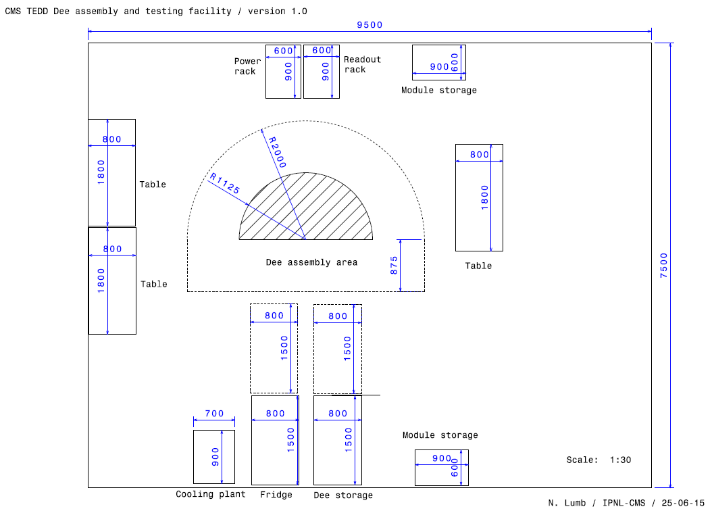 CMS TEDD Dee assembly and testing facility / version 1.0
9500
Power
rack
600
900
600
900
Readout
rack
900
600
Module storage
800
1800
Table
R2000
R1125
800
1800
Table
Dee assembly area
875
7500
800
1800
Table
800
1500
800
1500
700
900
Cooling plant
800
1500
Fridge
800
1500
Dee storage
Module storage
900
600
Scale: 1:30
N. Lumb / IPNL-CMS / 25-06-15